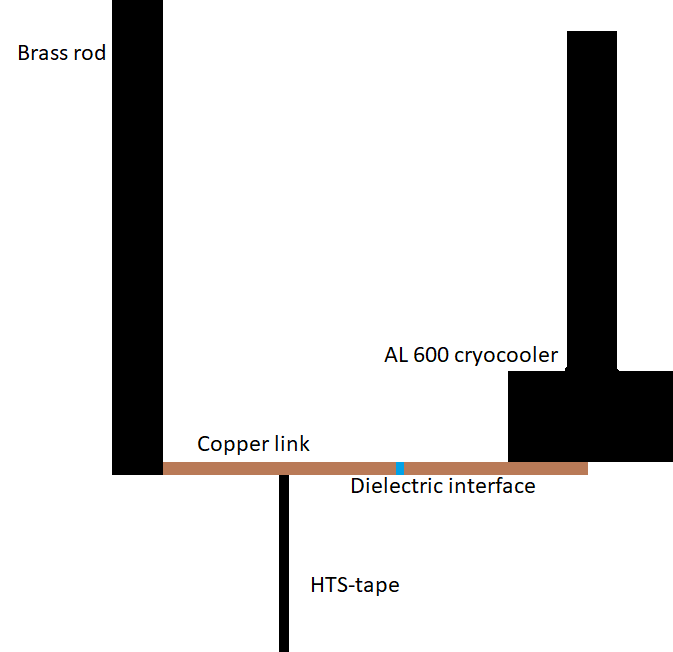 Brass rod
AL 600 cryocooler
Copper link
Dielectric interface
HTS-tape